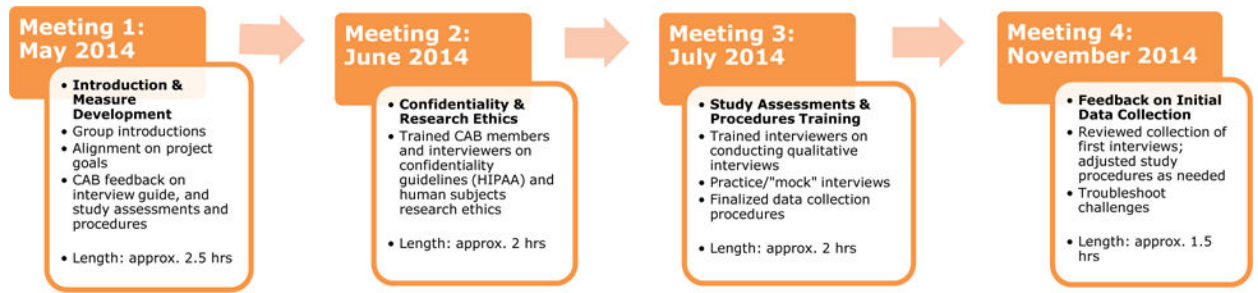 Meeting 1:
May 2014
• Introduction &
Measure
Development
• Group introductions
• Alignment on project
goals
• CAB feedback on
interview guide, and
study assessments and
procedures
• Length: approx. 2.5 hrs
Meeting 2:
June 2014
• Confidentiality &
Research Ethics
• Trained CAB members
and interviewers on
confidentiality
guidelines (HIPAA) and
human subjects
research ethics
• Length: approx. 2 hrs
Meeting 3:
July 2014
• Study Assessments &
Procedures Training
• Trained interviewers on
conducting qualitative
interviews
• Practice/"mock" interviews
• Finalized data collection
procedures
• Length: approx. 2 hrs
Meeting 4:
November 2014
• Feedback on Initial
Data Collection
• Reviewed collection of
first interviews;
adjusted study
procedures as needed
• Troubleshoot
challenges
• Length: approx. 1.5
hrs